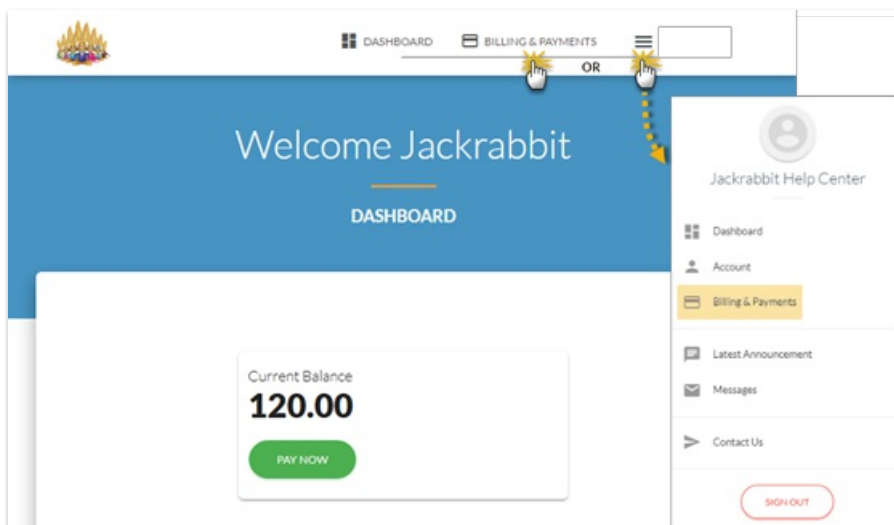 DASHBOARD BILLING & PAYMENTS
OR
Welcome Jackrabbit
DASHBOARD
Current Balance
120.00
PAY NOW
Jackrabbit Help Center
Dashboard
Account
Billing & Payments
Latest Announcement
Messages
Contact Us
SIGN OUT